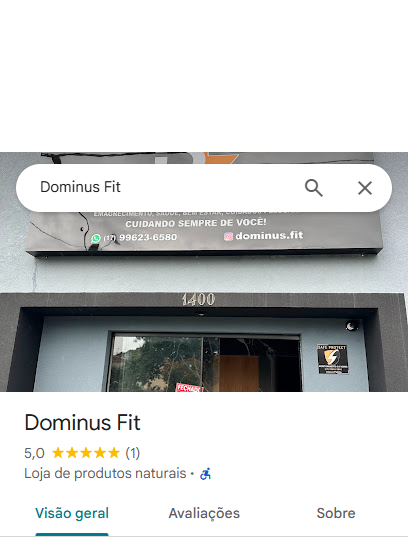 Dominus Fit
EMAGRECIMENTO, SAÚDE, BEM ESTAR,
CUIDANDO SEMPRE DE VOCÊ!
(17) 99623-6580 dominus.fit
1400
SAFE PROTECT
FECHADO
Dominus Fit
5,0 (1)
Loja de produtos naturais •
Visão geral Avaliações Sobre